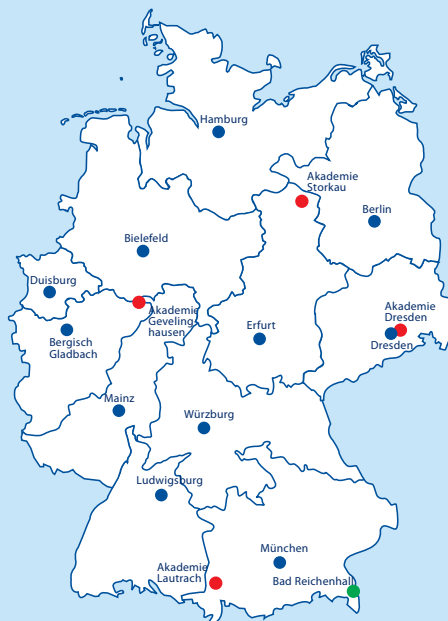 Hamburg
Akademie
Storkau
Berlin
Bielefeld
Duisburg
Akademie
Geveling-
hausen
Bergisch
Gladbach
Erfurt
Akademie
Dresden
Dresden
Mainz
Würzburg
Ludwigsburg
München
Akademie
Lautrach
Bad Reichenhall